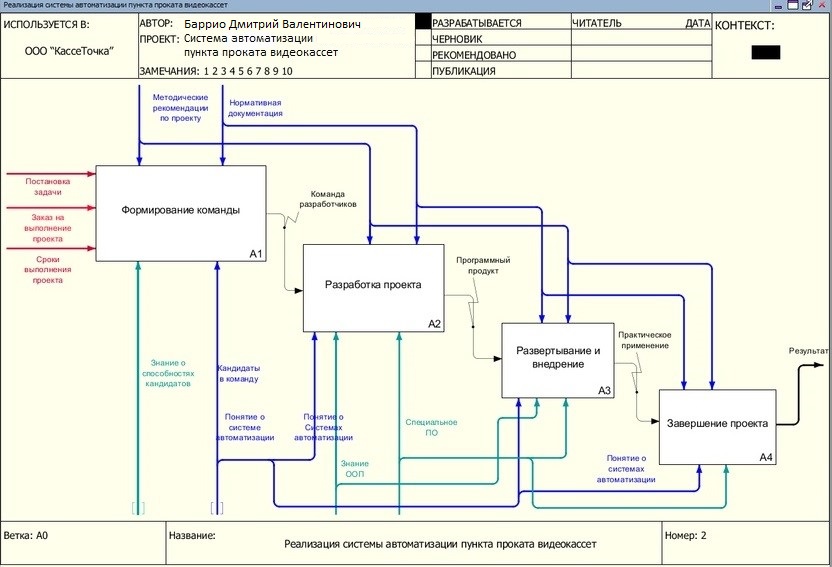 Реализация системы автоматизации пункта проката видеокассет
ИСПОЛЬЗУЕТСЯ В:
ООО “КассеТочка”
АВТОР: Баррио Дмитрий Валентинович
ПРОЕКТ: Система автоматизации
пункта проката видеокассет
ЗАМЕЧАНИЯ: 1 2 3 4 5 6 7 8 9 10
РАЗРАБАТЫВАЕТСЯ
ЧЕРНОВИК
РЕКОМЕНДОВАНО
ПУБЛИКАЦИЯ
ЧИТАТЕЛЬ ДАТА
КОНТЕКСТ:
Методические
рекомендации
по проекту
Нормативная
документация
Постановка
задачи
Заказ на
выполнение
проекта
Сроки
выполнения
проекта
Формирование команды
A1
Команда
разработчиков
Разработка проекта
A2
Программный
продукт
Развертывание и
внедрение
A3
Практическое
применение
Завершение проекта
A4
Результат
Знание о
способностях
кандидатов
Кандидаты
в команду
Понятие о
системе
автоматизации
Понятие о
Системах
автоматизации
Знание
ООП
Специальное
ПО
Понятие о
системах
автоматизации
Ветка: A0
Название:
Реализация системы автоматизации пункта проката видеокассет
Номер: 2